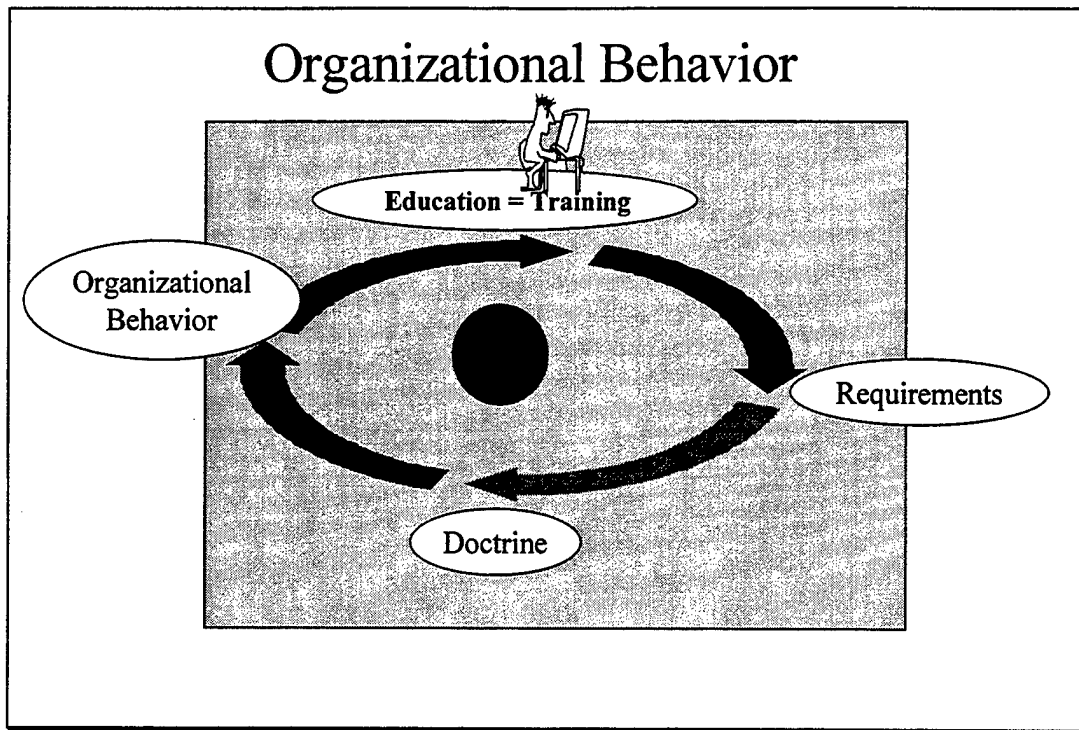 Organizational Behavior
Education = Training
Organizational
Behavior
Requirements
Doctrine